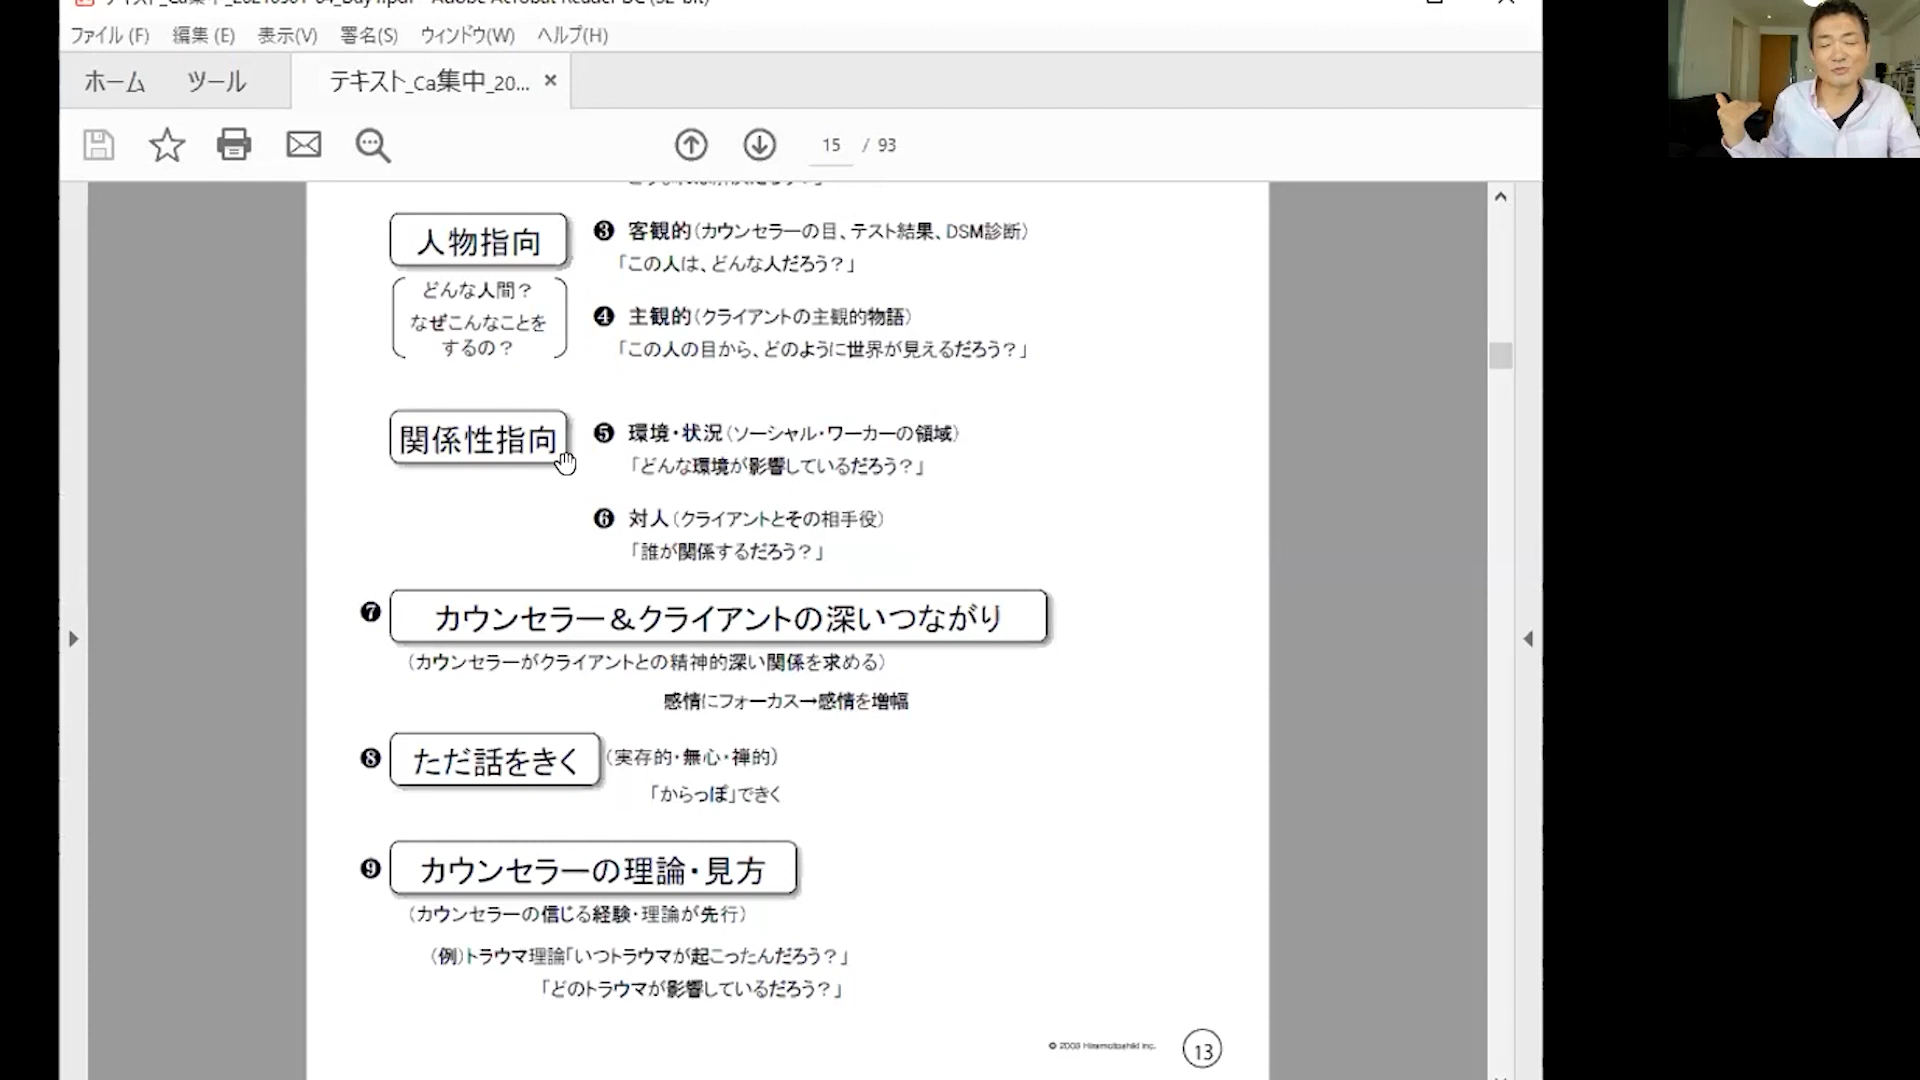 ファイル (F) 編集 (E) 表示(V) 署名(S) ウィンドウ(W) ヘルプ(H)
ホーム ツール テキスト_Ca集中_20... ×
15 / 93
人物指向
どんな人間？
なぜこんなことを
するの？
❸ 客観的（カウンセラーの目、テスト結果、DSM診断）
「この人は、どんな人だろう？」
❹ 主観的（クライアントの主観的物語）
「この人の目から、どのように世界が見えるだろう？」
関係性指向
❺ 環境・状況（ソーシャル・ワーカーの領域）
「どんな環境が影響しているだろう？」
❻ 対人（クライアントとその相手役）
「誰が関係するだろう？」
❼ カウンセラー＆クライアントの深いつながり
（カウンセラーがクライアントとの精神的深い関係を求める）
感情にフォーカス→感情を増幅
❽ ただ話をきく （実存的・無心・禅的）
「からっぽ」できく
❾ カウンセラーの理論・見方
（カウンセラーの信じる経験・理論が先行）
（例）トラウマ理論「いつトラウマが起こったんだろう？」
「どのトラウマが影響しているだろう？」
© 2003 Hiramotoshiki Inc. 13